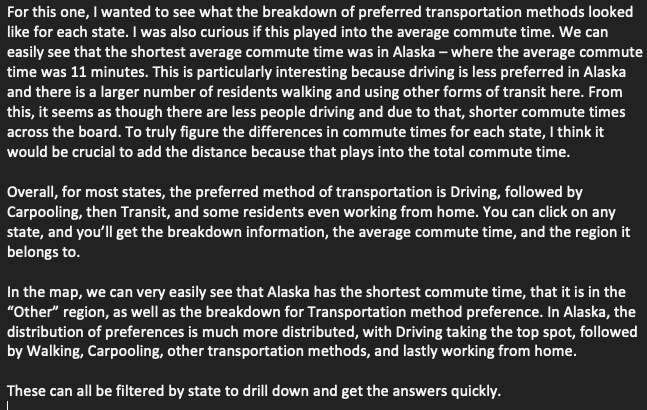 For this one, I wanted to see what the breakdown of preferred transportation methods looked
like for each state. I was also curious if this played into the average commute time. We can
easily see that the shortest average commute time was in Alaska – where the average commute
time was 11 minutes. This is particularly interesting because driving is less preferred in Alaska
and there is a larger number of residents walking and using other forms of transit here. From
this, it seems as though there are less people driving and due to that, shorter commute times
across the board. To truly figure the differences in commute times for each state, I think it
would be crucial to add the distance because that plays into the total commute time.
Overall, for most states, the preferred method of transportation is Driving, followed by
Carpooling, then Transit, and some residents even working from home. You can click on any
state, and you’ll get the breakdown information, the average commute time, and the region it
belongs to.
In the map, we can very easily see that Alaska has the shortest commute time, that it is in the
“Other” region, as well as the breakdown for Transportation method preference. In Alaska, the
distribution of preferences is much more distributed, with Driving taking the top spot, followed
by Walking, Carpooling, other transportation methods, and lastly working from home.
These can all be filtered by state to drill down and get the answers quickly.